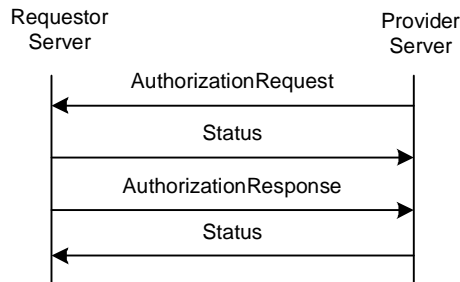 Requestor
Server
Provider
Server
AuthorizationRequest
Status
AuthorizationResponse
Status